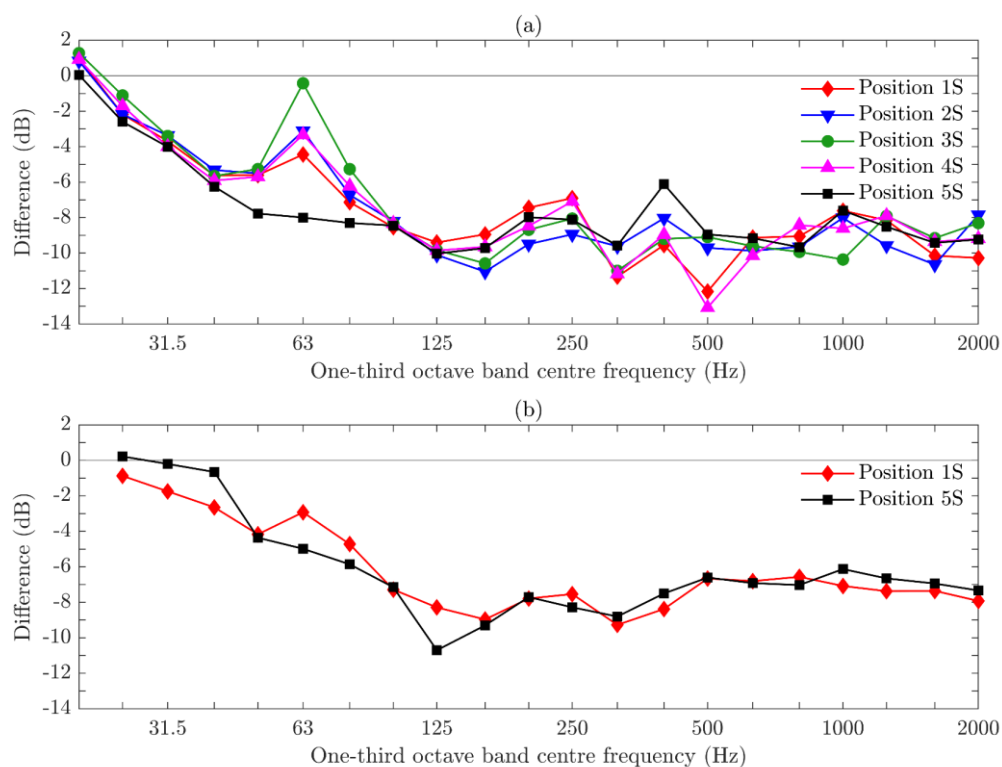 (a)
2
0
-2
-4
-6
-8
-10
-12
-14
Difference (dB)
Position 1S
Position 2S
Position 3S
Position 4S
Position 5S
31.5 63 125 250 500 1000 2000
One-third octave band centre frequency (Hz)
(b)
2
0
-2
-4
-6
-8
-10
-12
-14
Difference (dB)
Position 1S
Position 5S
31.5 63 125 250 500 1000 2000
One-third octave band centre frequency (Hz)